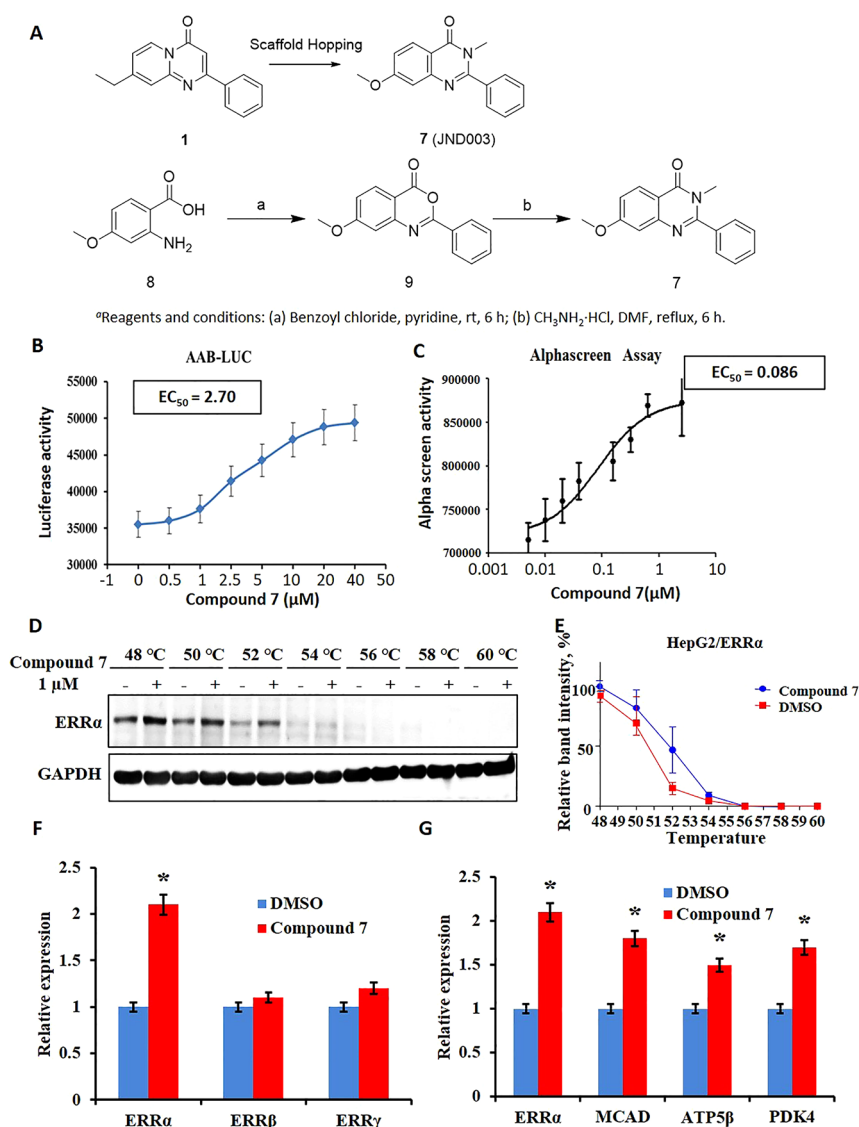 A
O
N
N
Scaffold Hopping
O
N
O
N
1
7 (JND003)
O
OH
O
NH₂
a
O
O
O
N
b
O
N
O
N
8
9
7
ᵃReagents and conditions: (a) Benzoyl chloride, pyridine, rt, 6 h; (b) CH₃NH₂·HCl, DMF, reflux, 6 h.
B
AAB-LUC
EC₅₀ = 2.70
Luciferase activity
50000
55000
45000
40000
35000
30000
-1 0 0.5 1 2.5 5 10 20 40 50
Compound 7 (µM)
C
Alphascreen Assay
EC₅₀ = 0.086
Alpha screen activity
900000
850000
800000
750000
700000
0.001 0.01 0.1 1 10
Compound 7(µM)
D
48 °C 50 °C 52 °C 54 °C 56 °C 58 °C 60 °C
Compound 7
1 µM - + - + - + - + - + - + - +
ERRα
GAPDH
E
HepG2/ERRα
Relative band intensity, %
100
50
0
Compound 7
DMSO
48 49 50 51 52 53 54 55 56 57 58 59 60
Temperature
F
Relative expression
2.5
2
1.5
1
0.5
0
DMSO
Compound 7
*
ERRα ERRβ ERRγ
G
Relative expression
2.5
2
1.5
1
0.5
0
DMSO
Compound 7
* * * *
ERRα MCAD ATP5β PDK4